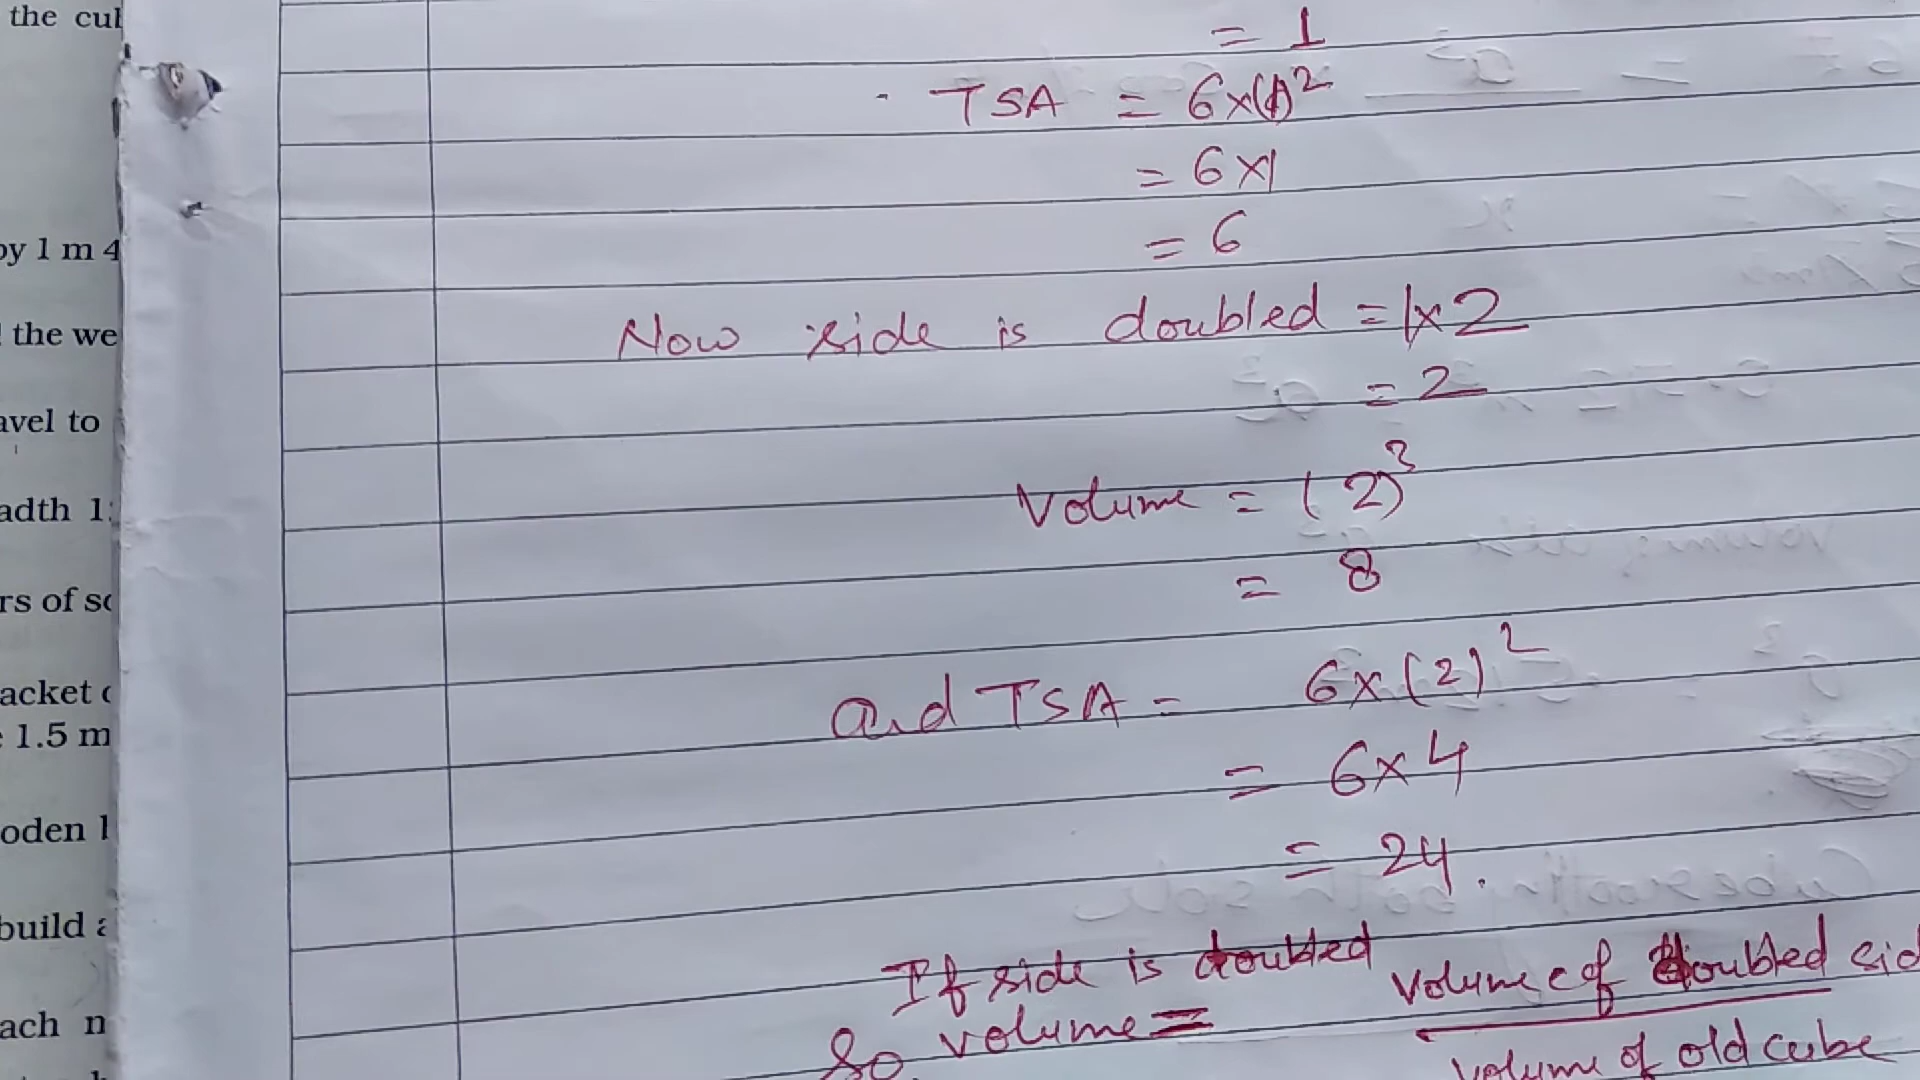 the cu
by 1 m 4
the we
avel to
adth 1
rs of so
acket
1.5 m
oden
build
ach n
= 1
TSA = 6×(1)²
= 6×1
= 6
Now side is doubled = 1×2
= 2
Volume = (2)³
= 8
and TSA = 6×(2)²
= 6×4
= 24.
If side is doubled
So volume = Volume of doubled sid
volume of old cube